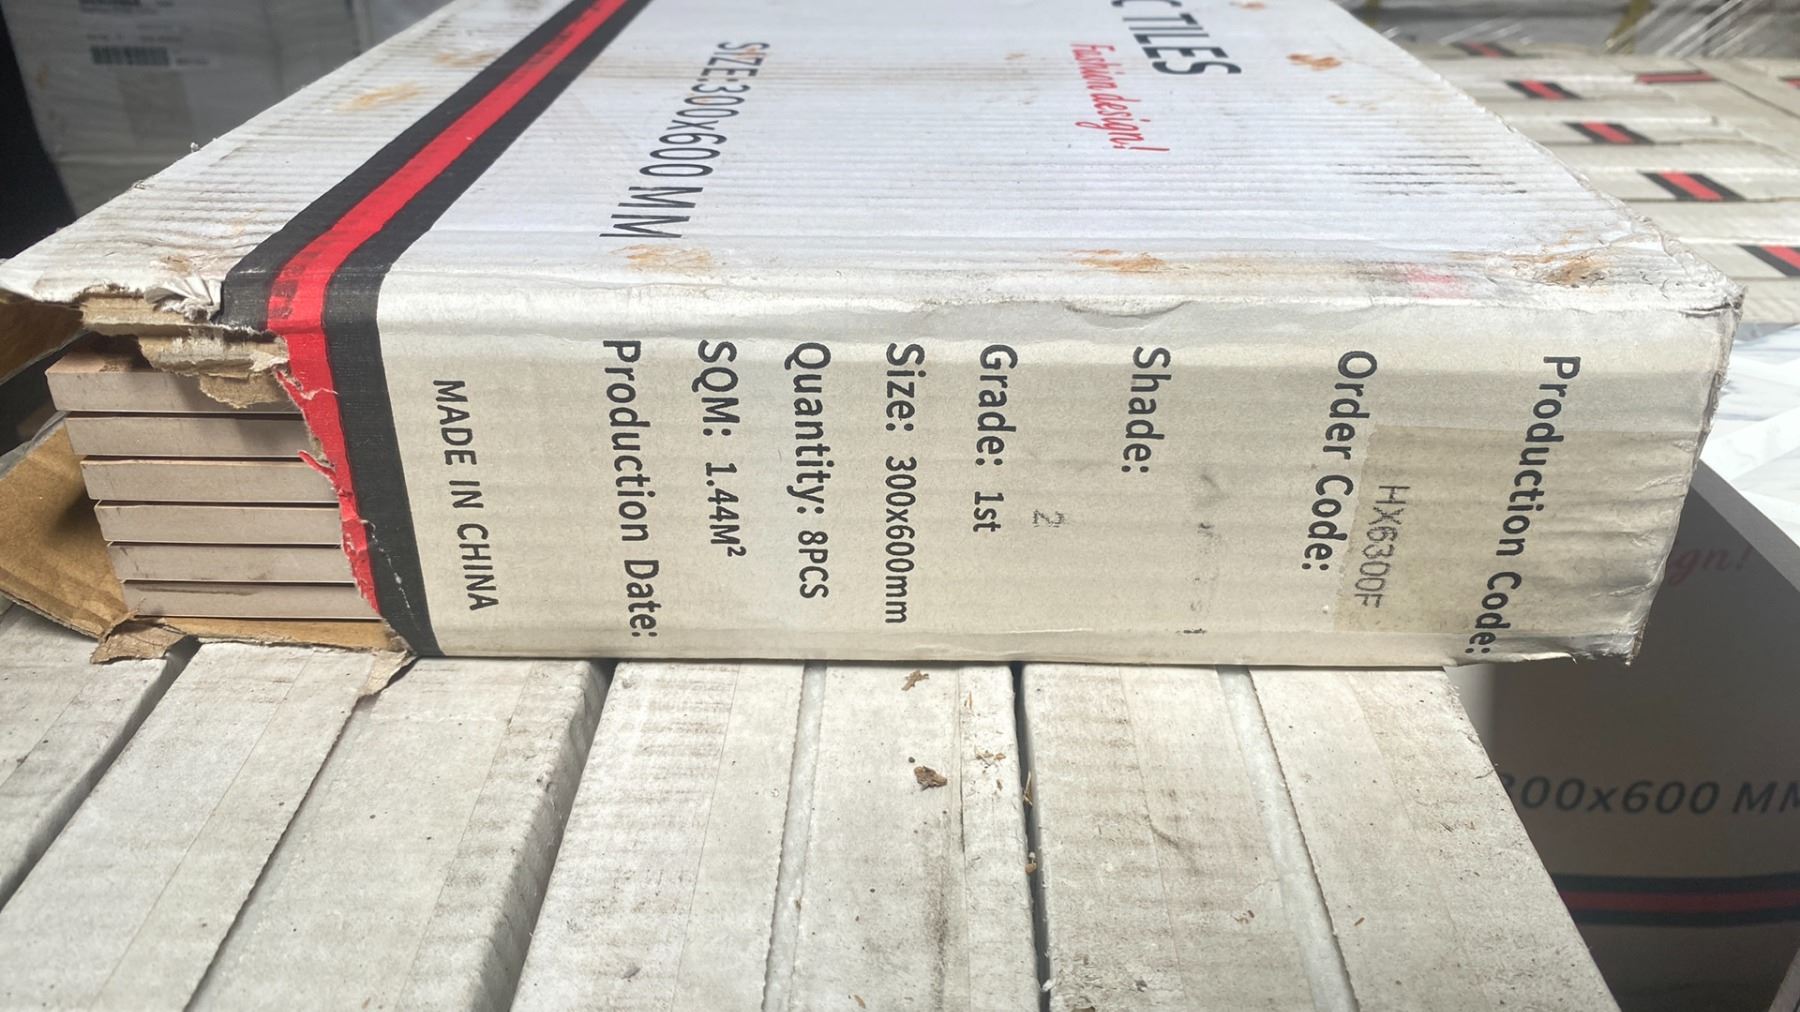 C TILES
Fashion design!
SIZE:300x600 MM
Production Code:
HX6300F
Order Code:
Shade:
2
Grade: 1st
Size: 300x600mm
Quantity: 8PCS
SQM: 1.44M²
Production Date:
MADE IN CHINA
gn!
00x600 MM